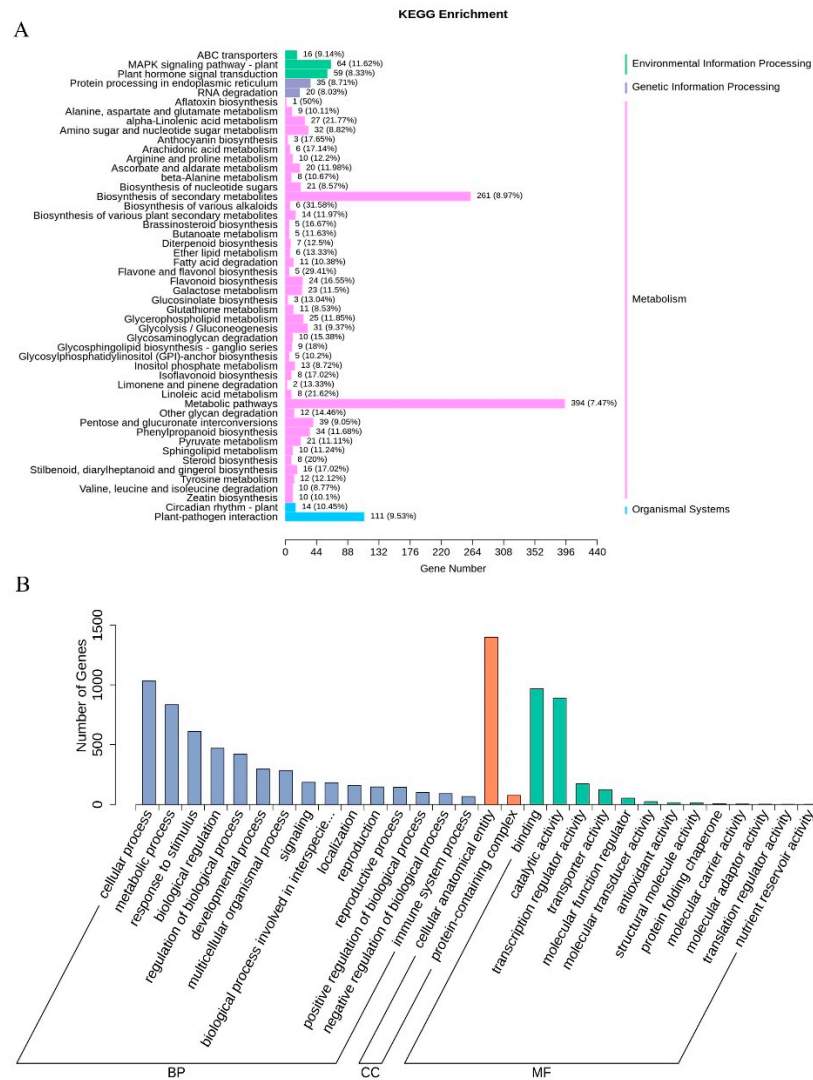 KEGG Enrichment
A
ABC transporters 16 (9.14%)
MAPK signaling pathway - plant 64 (11.62%)
Plant hormone signal transduction 59 (8.33%)
Protein processing in endoplasmic reticulum 35 (8.71%)
RNA degradation 20 (8.03%)
Aflatoxin biosynthesis 1 (50%)
Alanine, aspartate and glutamate metabolism 9 (10.11%)
alpha-Linolenic acid metabolism 27 (21.77%)
Amino sugar and nucleotide sugar metabolism 32 (8.82%)
Anthocyanin biosynthesis 3 (17.65%)
Arachidonic acid metabolism 6 (17.14%)
Arginine and proline metabolism 10 (12.2%)
Ascorbate and aldarate metabolism 20 (11.98%)
beta-Alanine metabolism 8 (10.67%)
Biosynthesis of nucleotide sugars 21 (8.57%)
Biosynthesis of secondary metabolites 261 (8.97%)
Biosynthesis of various alkaloids 6 (31.58%)
Biosynthesis of various plant secondary metabolites 14 (11.97%)
Brassinosteroid biosynthesis 5 (16.67%)
Butanoate metabolism 5 (11.63%)
Diterpenoid biosynthesis 7 (12.5%)
Ether lipid metabolism 6 (13.33%)
Fatty acid degradation 11 (10.38%)
Flavone and flavonol biosynthesis 5 (29.41%)
Flavonoid biosynthesis 24 (16.55%)
Galactose metabolism 23 (11.5%)
Glucosinolate biosynthesis 3 (13.04%)
Glutathione metabolism 11 (8.53%)
Glycerophospholipid metabolism 25 (11.85%)
Glycolysis / Gluconeogenesis 31 (9.37%)
Glycosaminoglycan degradation 10 (15.38%)
Glycosphingolipid biosynthesis - ganglio series 9 (18%)
Glycosylphosphatidylinositol (GPI)-anchor biosynthesis 5 (10.2%)
Inositol phosphate metabolism 13 (8.72%)
Isoflavonoid biosynthesis 8 (17.02%)
Limonene and pinene degradation 2 (13.33%)
Linoleic acid metabolism 8 (21.62%)
Metabolic pathways 394 (7.47%)
Other glycan degradation 12 (14.46%)
Pentose and glucuronate interconversions 39 (9.05%)
Phenylpropanoid biosynthesis 34 (11.68%)
Pyruvate metabolism 21 (11.11%)
Sphingolipid metabolism 10 (11.24%)
Steroid biosynthesis 8 (20%)
Stilbenoid, diarylheptanoid and gingerol biosynthesis 16 (17.02%)
Tyrosine metabolism 12 (12.12%)
Valine, leucine and isoleucine degradation 10 (8.77%)
Zeatin biosynthesis 10 (10.1%)
Circadian rhythm - plant 14 (10.45%)
Plant-pathogen interaction 111 (9.53%)
Environmental Information Processing
Genetic Information Processing
Metabolism
Organismal Systems
0 44 88 132 176 220 264 308 352 396 440
Gene Number
B
Number of Genes
1500
1000
500
0
cellular process
metabolic process
response to stimulus
biological regulation
regulation of biological process
developmental process
multicellular organismal process
signaling
biological process involved in interspecie...
localization
reproduction
reproductive process
positive regulation of biological process
negative regulation of biological process
immune system process
cellular anatomical entity
protein-containing complex
binding
catalytic activity
transcription regulator activity
transporter activity
molecular function regulator
molecular transducer activity
antioxidant activity
structural molecule activity
protein folding chaperone
molecular carrier activity
molecular adaptor activity
translation regulator activity
nutrient reservoir activity
BP CC MF